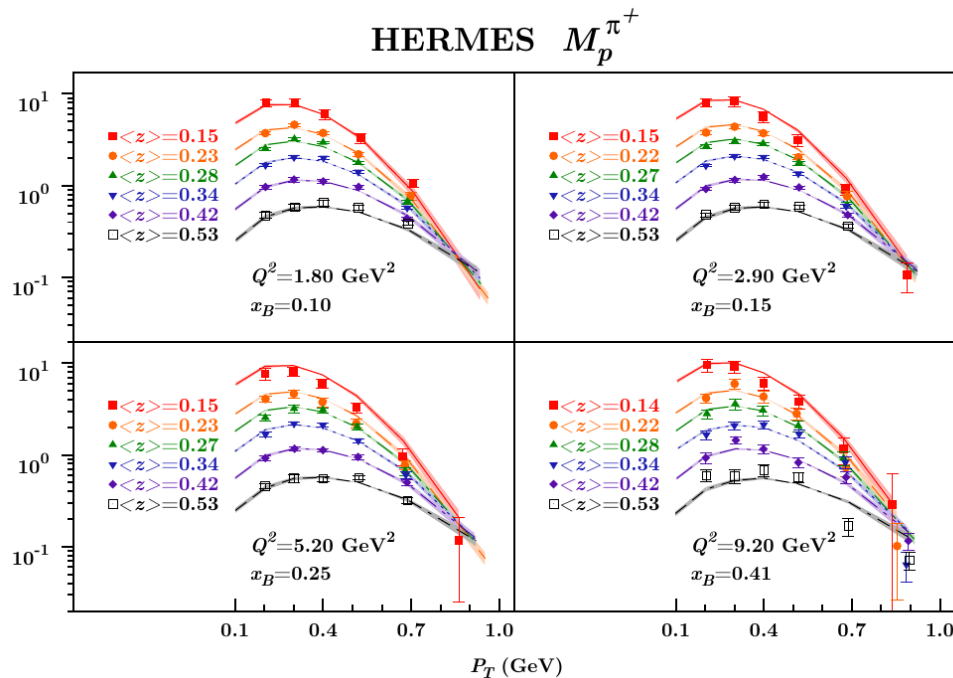 HERMES M_p^{π^+}
10^1
10^0
10^{-1}
<z>=0.15
<z>=0.23
<z>=0.28
<z>=0.34
<z>=0.42
<z>=0.53
Q^2=1.80 GeV^2
x_B=0.10
<z>=0.15
<z>=0.22
<z>=0.27
<z>=0.34
<z>=0.42
<z>=0.53
Q^2=2.90 GeV^2
x_B=0.15
10^1
10^0
10^{-1}
<z>=0.15
<z>=0.23
<z>=0.27
<z>=0.34
<z>=0.42
<z>=0.53
Q^2=5.20 GeV^2
x_B=0.25
<z>=0.14
<z>=0.22
<z>=0.28
<z>=0.34
<z>=0.42
<z>=0.53
Q^2=9.20 GeV^2
x_B=0.41
0.1 0.4 0.7 1.0 0.1 0.4 0.7 1.0
P_T (GeV)